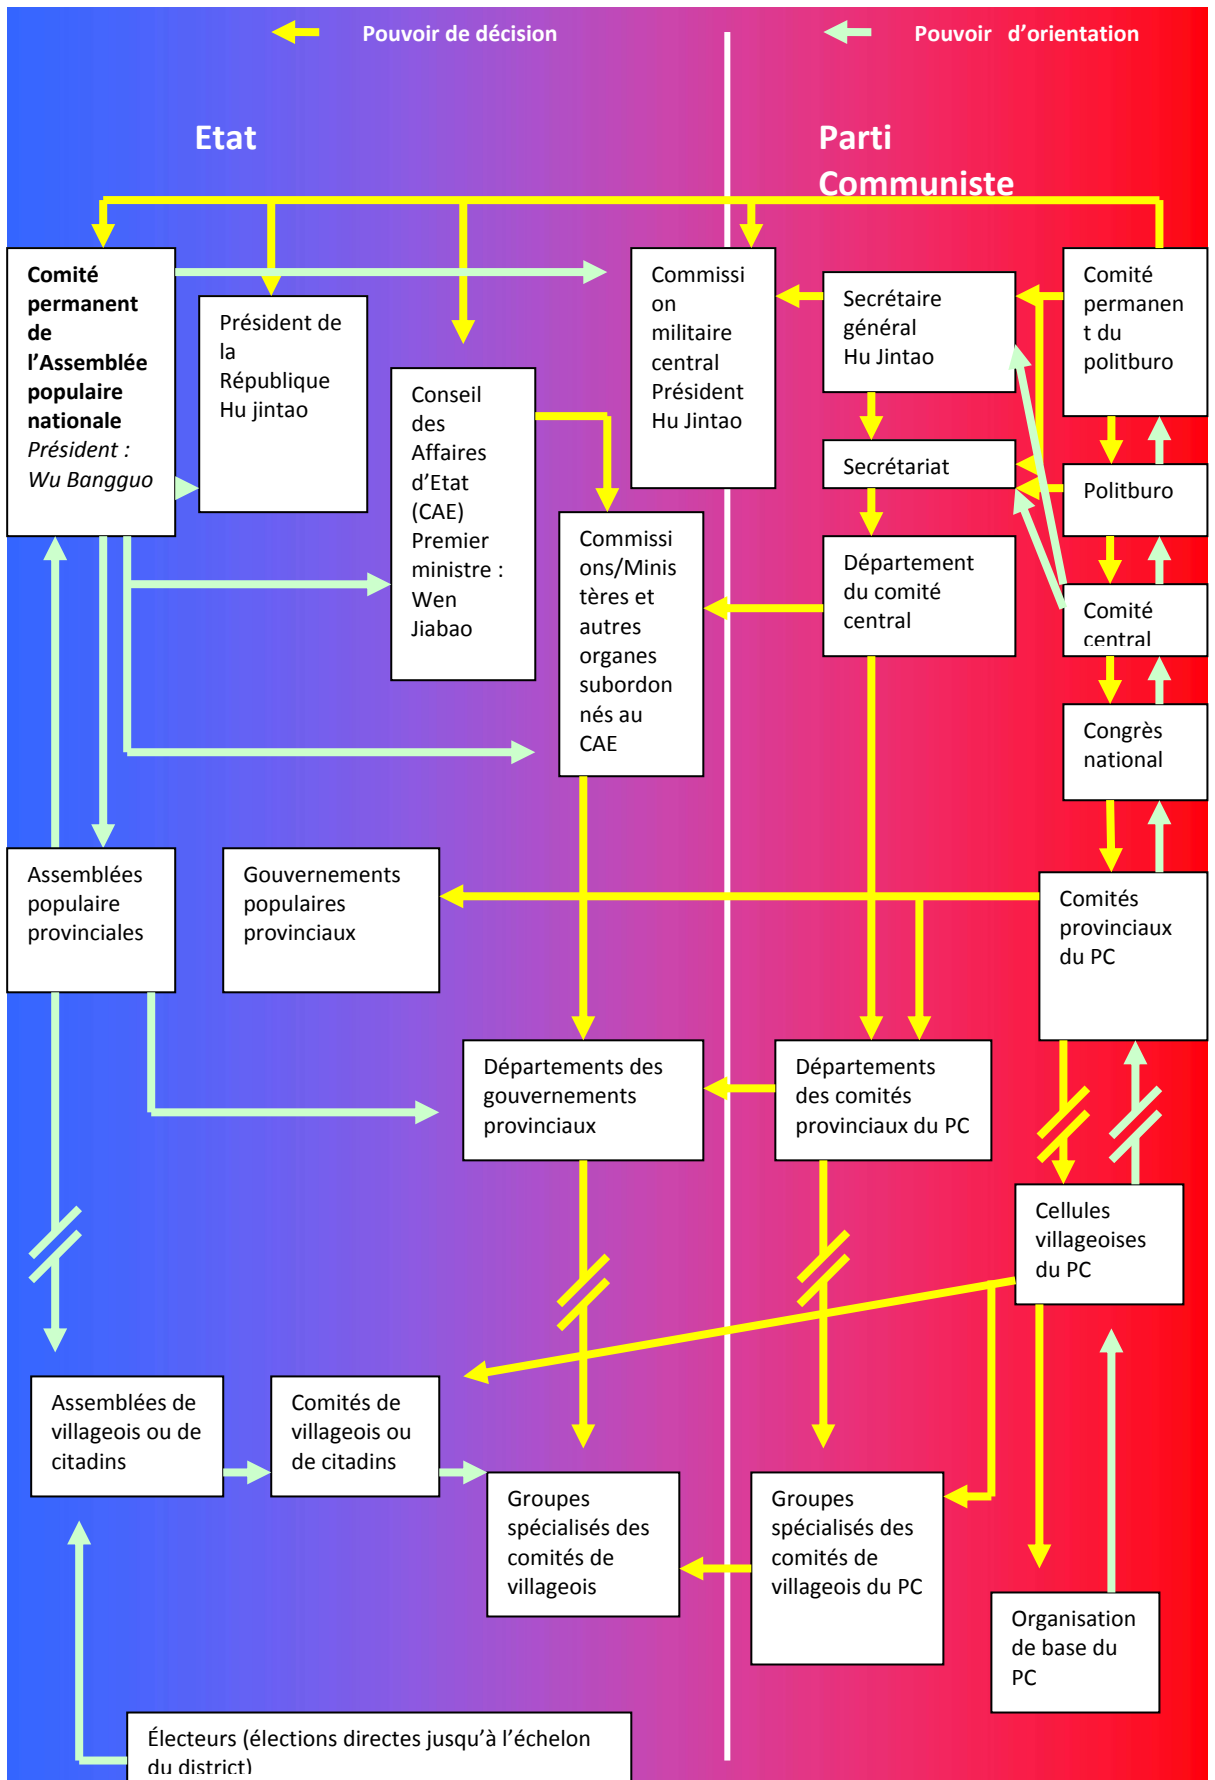 Pouvoir de décision
Pouvoir d'orientation
Etat
Parti
Communiste
Comité
permanent
de
l'Assemblée
populaire
nationale
Président :
Wu Bangguo
Président de
la
République
Hu jintao
Conseil
des
Affaires
d'Etat
(CAE)
Premier
ministre :
Wen
Jiabao
Commissi
ons/Minis
tères et
autres
organes
subordon
nés au
CAE
Commissi
on
militaire
central
Président
Hu Jintao
Secrétaire
général
Hu Jintao
Secrétariat
Département
du comité
central
Comité
permanen
t du
politburo
Politburo
Comité
central
Congrès
national
Assemblées
populaire
provinciales
Gouvernements
populaires
provinciaux
Comités
provinciaux
du PC
Départements des
gouvernements
provinciaux
Départements
des comités
provinciaux du PC
Cellules
villageoises
du PC
Assemblées de
villageois ou de
citadins
Comités de
villageois ou
de citadins
Groupes
spécialisés des
comités de
villageois
Groupes
spécialisés des
comités de
villageois du PC
Organisation
de base du
PC
Électeurs (élections directes jusqu'à l'échelon
du district)